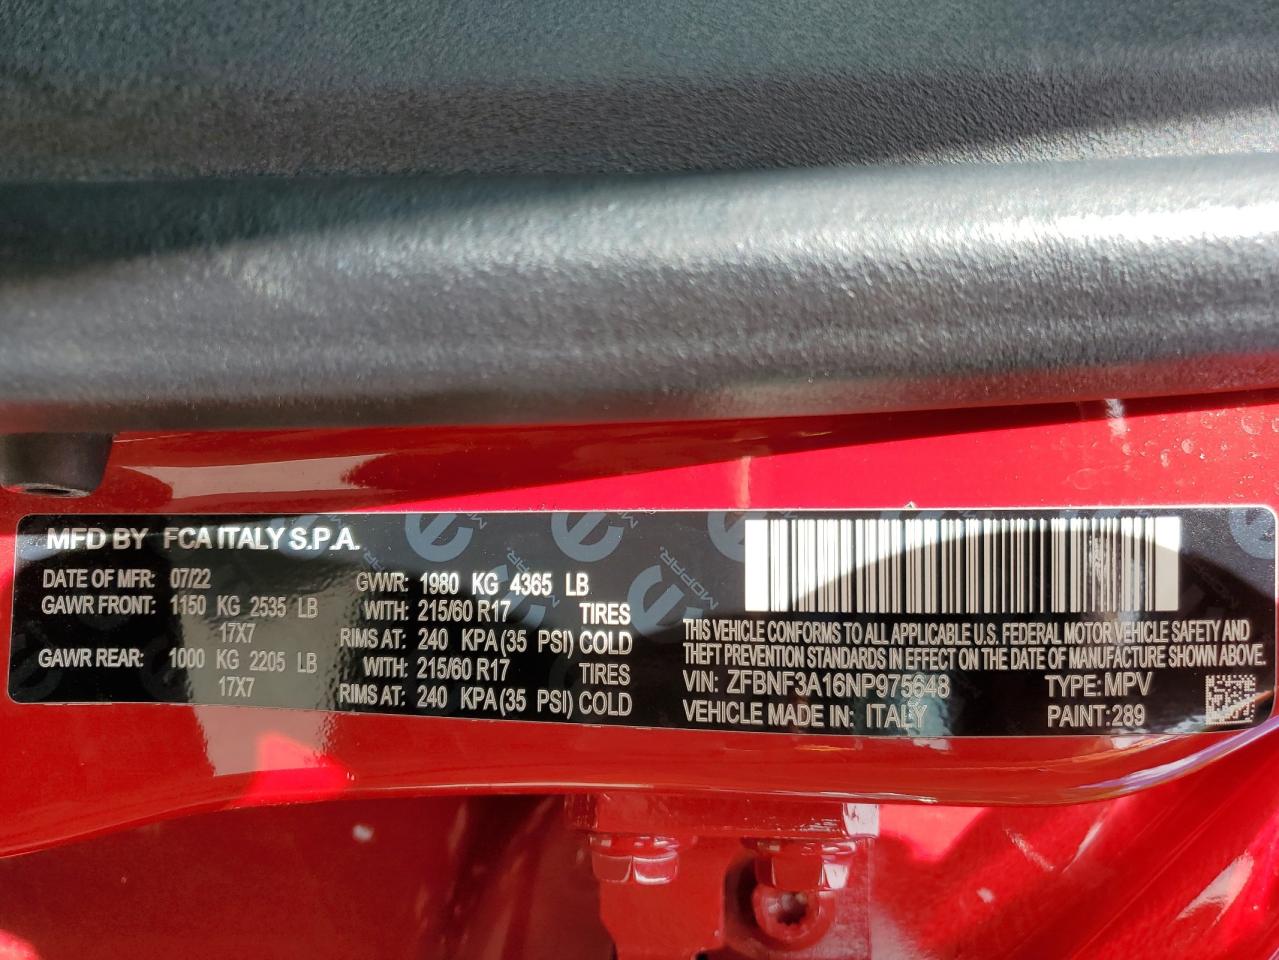 MFD BY FCA ITALY S.P.A.
DATE OF MFR: 07/22 GVWR: 1980 KG 4365 LB
GAWR FRONT: 1150 KG 2535 LB WITH: 215/60 R17 TIRES
17X7 RIMS AT: 240 KPA(35 PSI) COLD
GAWR REAR: 1000 KG 2205 LB WITH: 215/60 R17 TIRES
17X7 RIMS AT: 240 KPA(35 PSI) COLD
MOPAR.
MOPAR.
MOPAR.
THIS VEHICLE CONFORMS TO ALL APPLICABLE U.S. FEDERAL MOTOR VEHICLE SAFETY AND
THEFT PREVENTION STANDARDS IN EFFECT ON THE DATE OF MANUFACTURE SHOWN ABOVE.
VIN: ZFBNF3A16NP975648 TYPE: MPV
VEHICLE MADE IN: ITALY PAINT:289